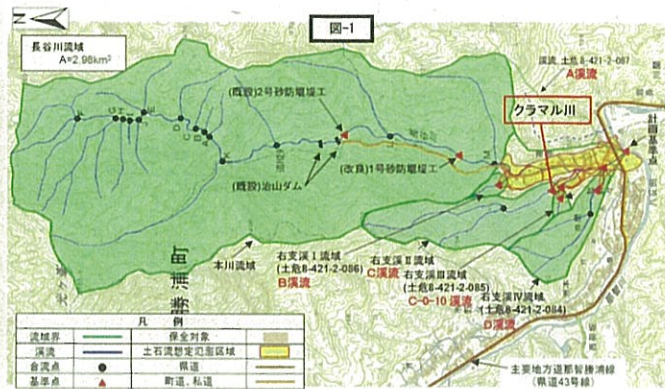 N
図-1
長谷川流域
A=2.98km²
渓流、土危8-421-2-087
A渓流
クラマル川
計画基準点
(既設)2号砂防堰堤工
(改良)1号砂防堰堤工
(既設)治山ダム
F
G
H
J
E
D
C
B
A
K
L
M
本川流域
勝浦町
右支渓Ⅰ流域
(土危8-421-2-086)
B渓流
右支渓Ⅱ流域
C渓流
右支渓Ⅲ流域
(土危8-421-2-085)
C-0-10 渓流
右支渓Ⅳ流域
(土危8-421-2-084)
D渓流
主要地方道那智勝浦線
(県道43号線)
凡 例
流域界
保全対象
渓流
土石流想定氾濫区域
合流点
県道
基準点
町道、私道